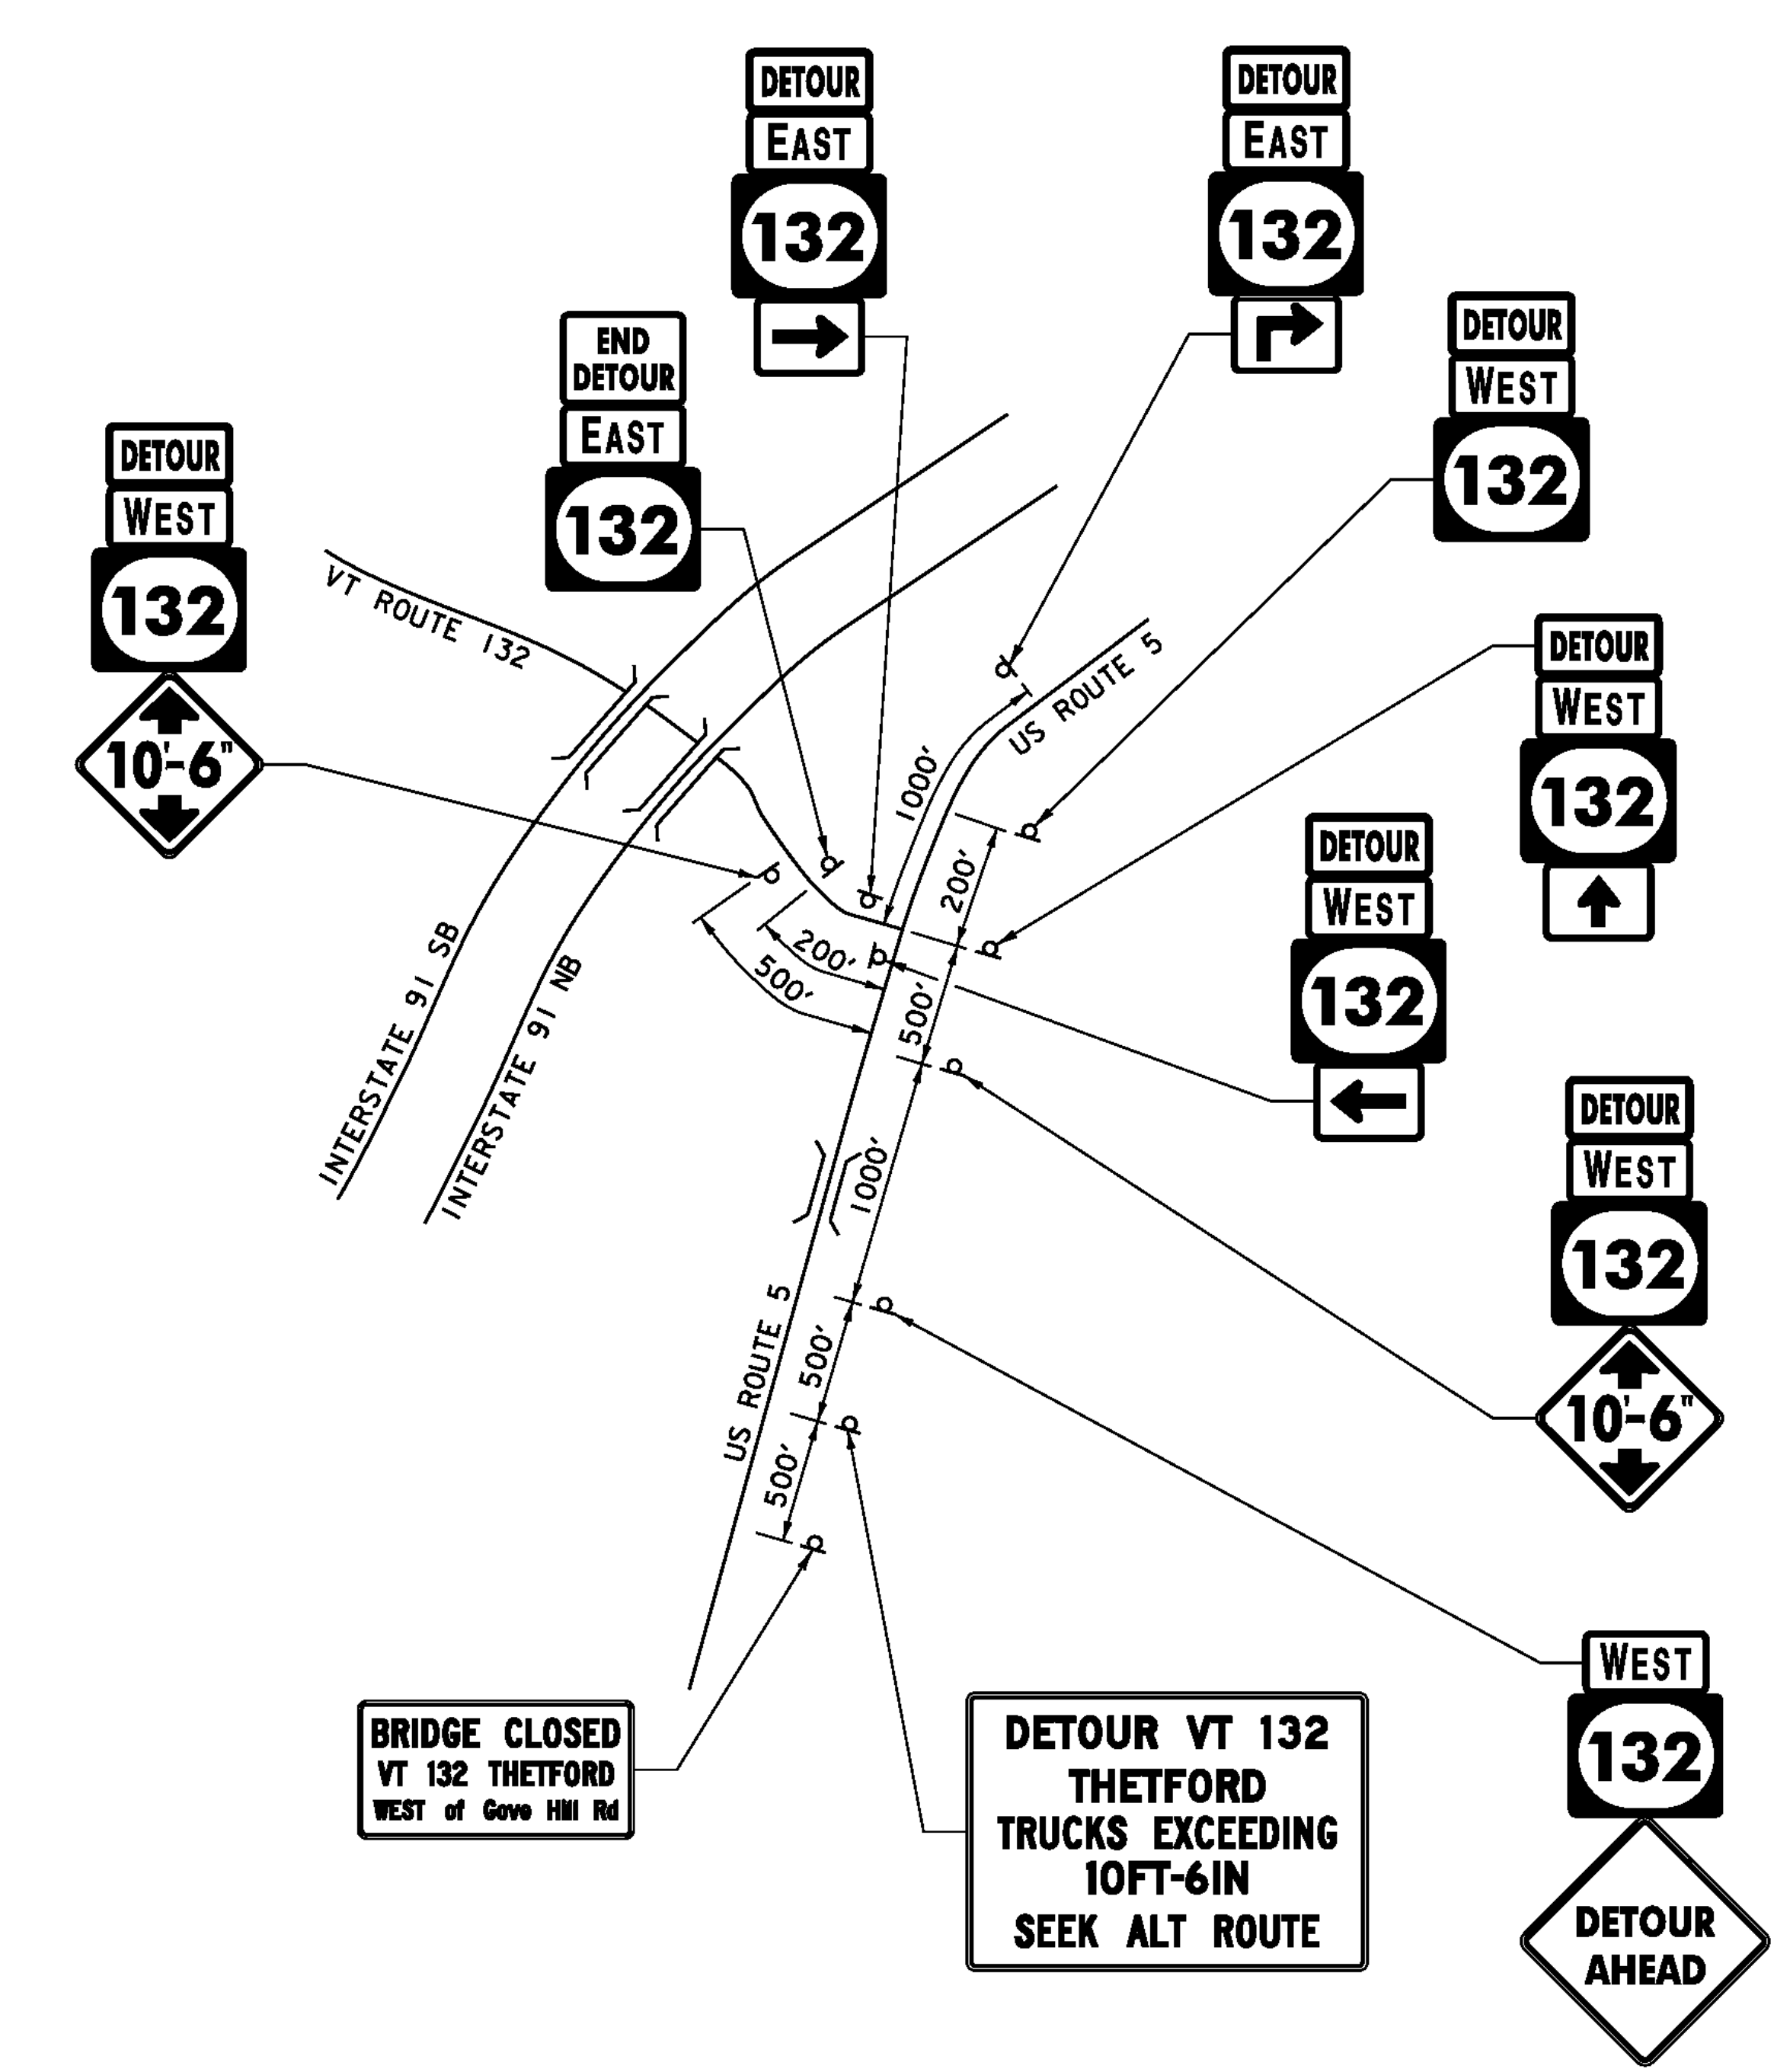 DETOUR
EAST
132
DETOUR
EAST
132
DETOUR
WEST
132
END
DETOUR
EAST
132
DETOUR
WEST
132
10'-6"
VT ROUTE 132
US ROUTE 5
1000'
200'
DETOUR
WEST
132
DETOUR
WEST
132
200'
500'
500'
INTERSTATE 91 SB
INTERSTATE 91 NB
1000'
DETOUR
WEST
132
10'-6"
US ROUTE 5
500'
500'
BRIDGE CLOSED
VT 132 THETFORD
WEST of Gove Hill Rd
DETOUR VT 132
THETFORD
TRUCKS EXCEEDING
10FT-6IN
SEEK ALT ROUTE
WEST
132
DETOUR
AHEAD